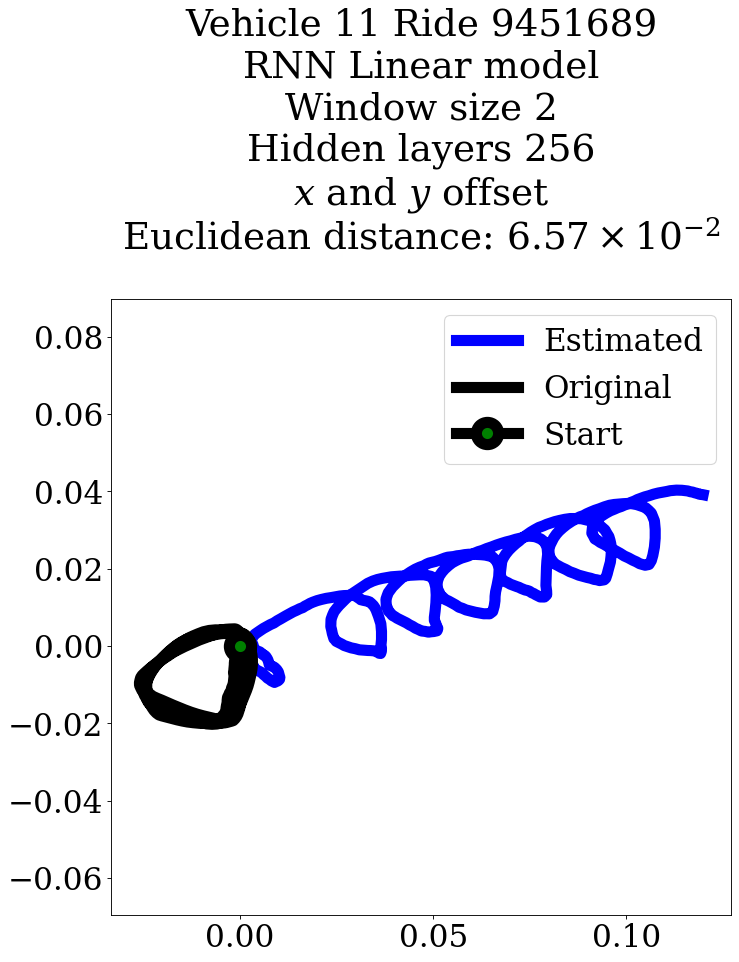 Vehicle 11 Ride 9451689
RNN Linear model
Window size 2
Hidden layers 256
x and y offset
Euclidean distance: 6.57 × 10⁻²
Estimated
Original
Start
0.08
0.06
0.04
0.02
0.00
−0.02
−0.04
−0.06
0.00 0.05 0.10